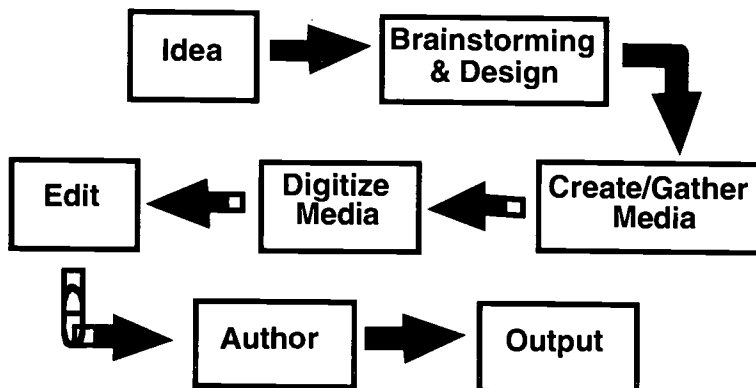 Idea
Brainstorming
& Design
Create/Gather
Media
Digitize
Media
Edit
Author
Output